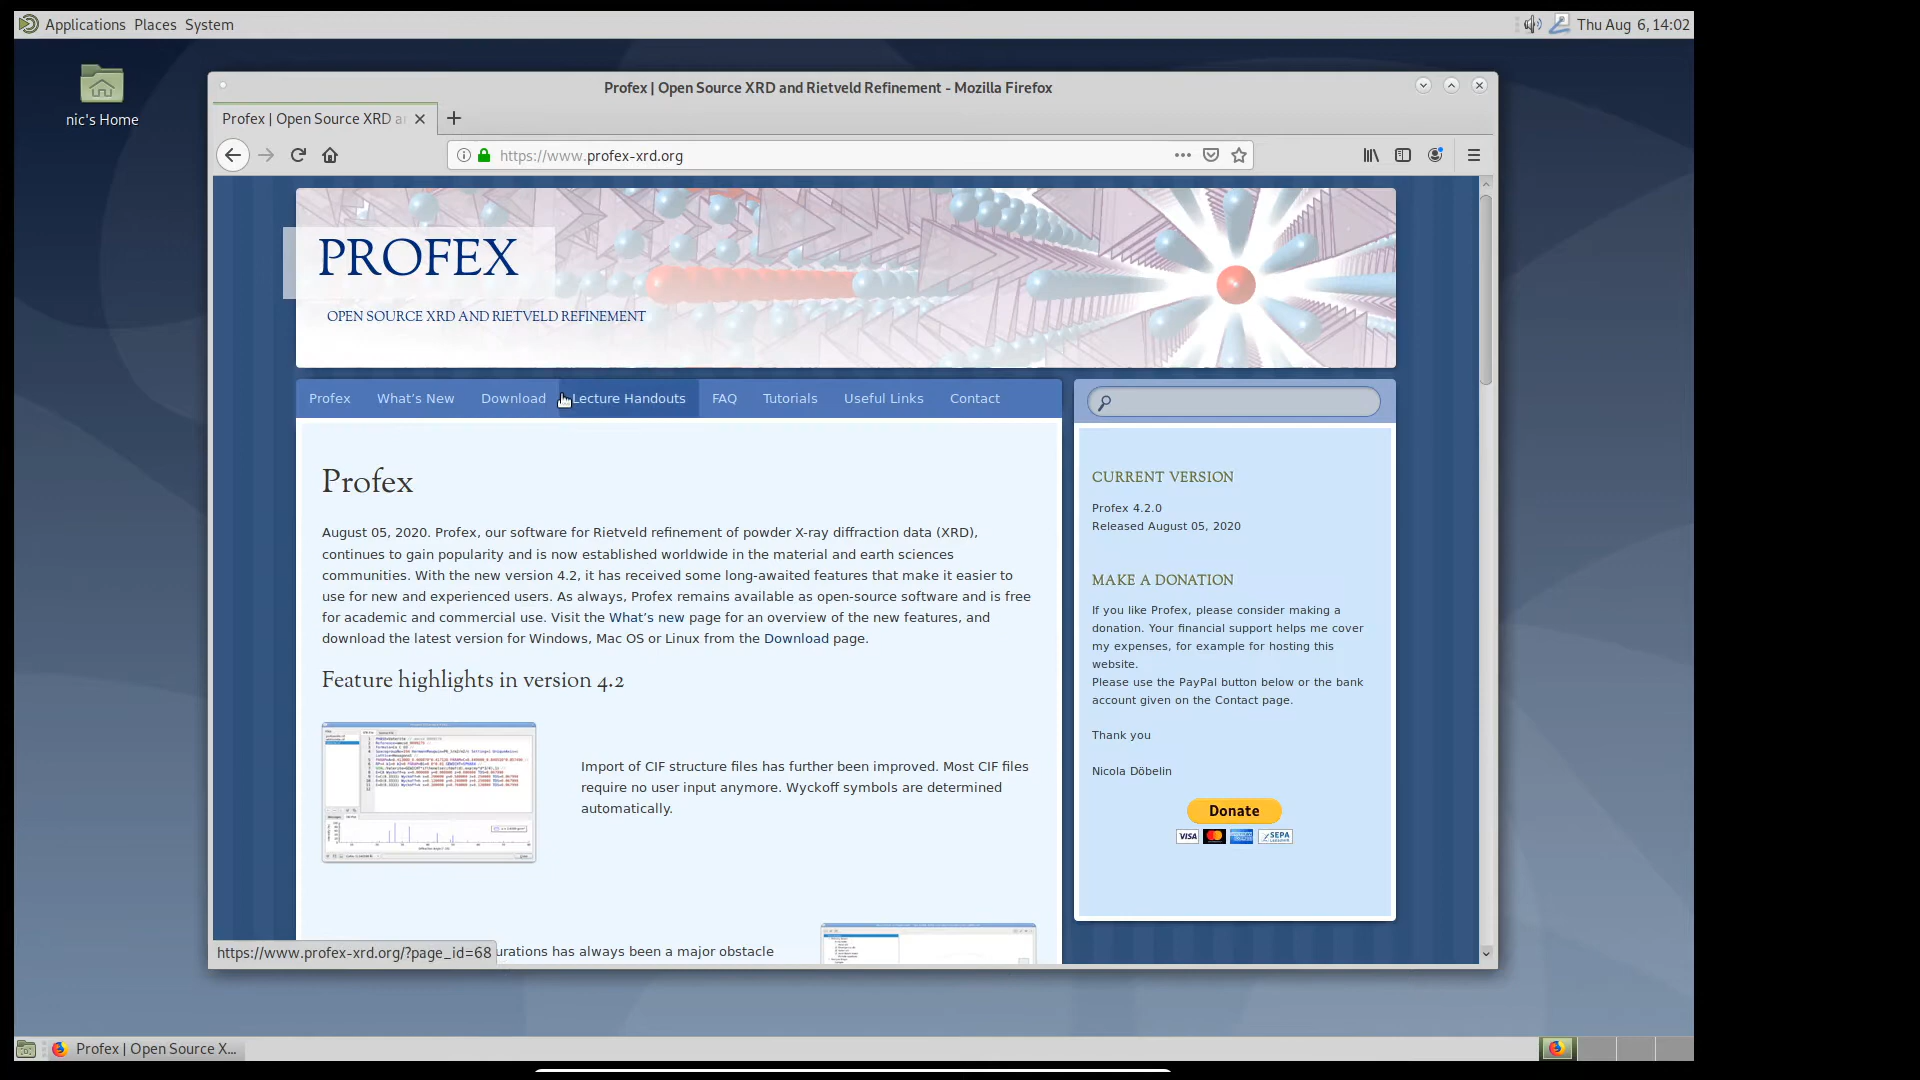 Applications Places System
Thu Aug 6, 14:02
nic's Home
Profex | Open Source XRD and Rietveld Refinement - Mozilla Firefox
Profex | Open Source XRD a
https://www.profex-xrd.org
PROFEX
OPEN SOURCE XRD AND RIETVELD REFINEMENT
Profex What's New Download Lecture Handouts FAQ Tutorials Useful Links Contact
Profex
August 05, 2020. Profex, our software for Rietveld refinement of powder X-ray diffraction data (XRD),
continues to gain popularity and is now established worldwide in the material and earth sciences
communities. With the new version 4.2, it has received some long-awaited features that make it easier to
use for new and experienced users. As always, Profex remains available as open-source software and is free
for academic and commercial use. Visit the What's new page for an overview of the new features, and
download the latest version for Windows, Mac OS or Linux from the Download page.
Feature highlights in version 4.2
Import of CIF structure files has further been improved. Most CIF files
require no user input anymore. Wyckoff symbols are determined
automatically.
urations has always been a major obstacle
CURRENT VERSION
Profex 4.2.0
Released August 05, 2020
MAKE A DONATION
If you like Profex, please consider making a
donation. Your financial support helps me cover
my expenses, for example for hosting this
website.
Please use the PayPal button below or the bank
account given on the Contact page.
Thank you
Nicola Döbelin
Donate
VISA
SEPA
https://www.profex-xrd.org/?page_id=68
Profex | Open Source X...